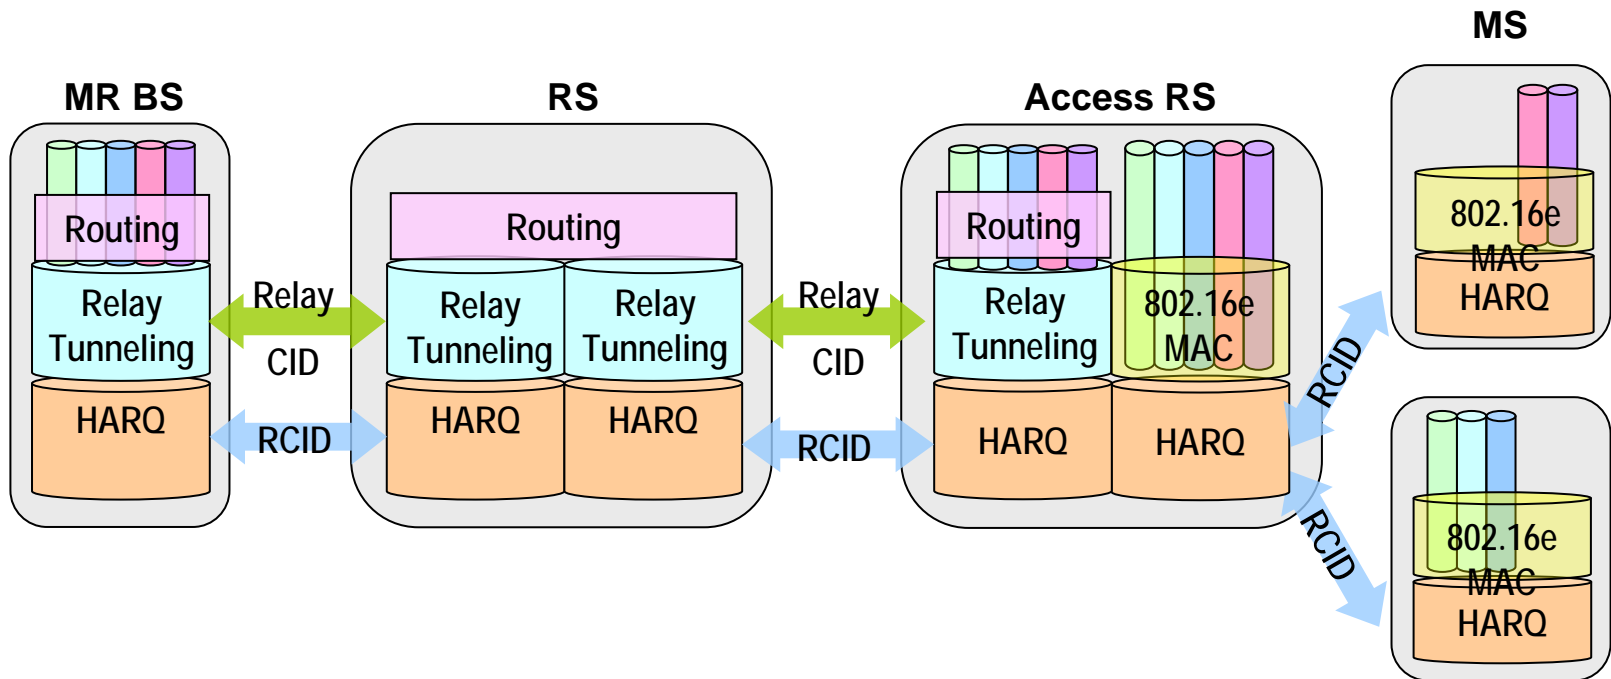 MS
MR BS
RS
Access RS
Routing
Relay
Tunneling
HARQ
Relay
CID
RCID
Routing
Relay
Tunneling
Relay
Tunneling
HARQ
HARQ
Relay
CID
RCID
Routing
Relay
Tunneling
802.16e
MAC
HARQ
HARQ
RCID
RCID
802.16e
MAC
HARQ
802.16e
MAC
HARQ